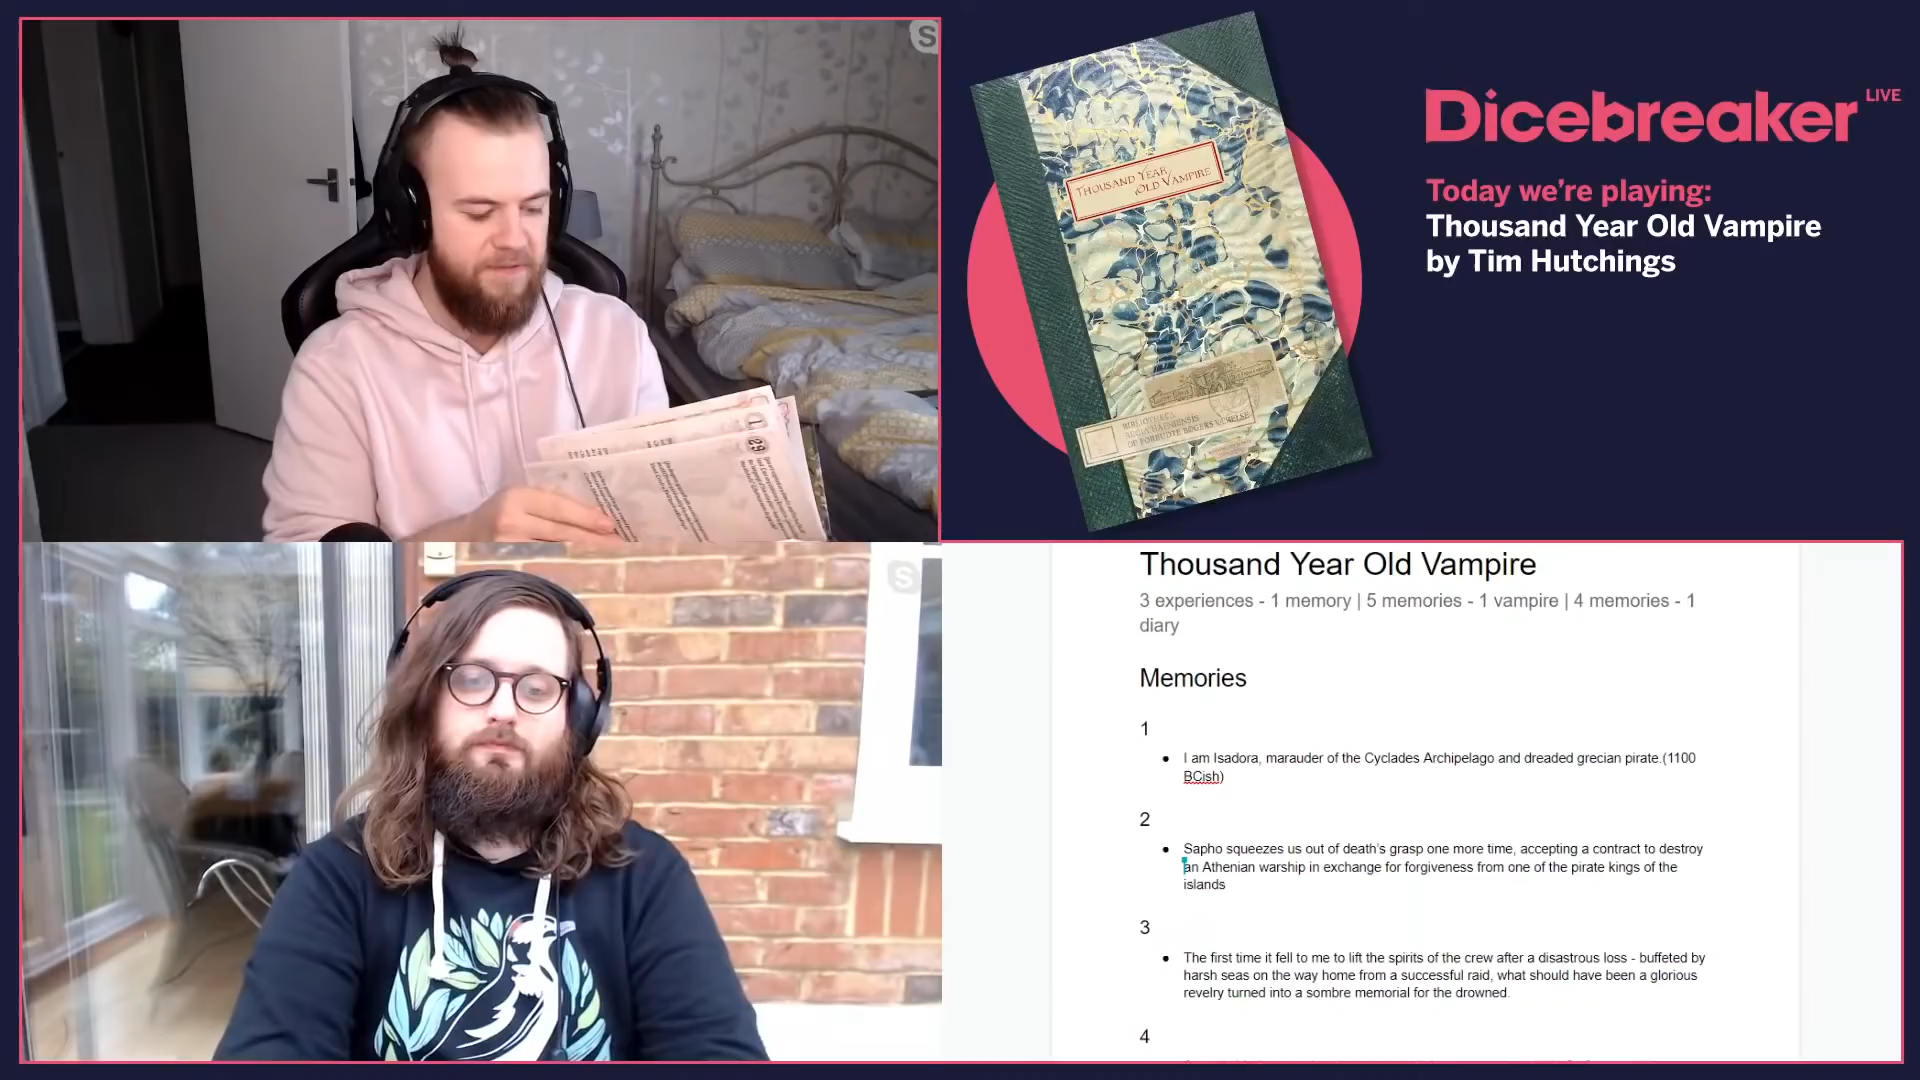 Dicebreaker LIVE
Today we're playing:
Thousand Year Old Vampire
by Tim Hutchings
THOUSAND YEAR
OLD VAMPIRE
S
29
1
S
Thousand Year Old Vampire
3 experiences - 1 memory | 5 memories - 1 vampire | 4 memories - 1
diary
Memories
1
● I am Isadora, marauder of the Cyclades Archipelago and dreaded grecian pirate.(1100
BCish)
2
● Sapho squeezes us out of death's grasp one more time, accepting a contract to destroy
an Athenian warship in exchange for forgiveness from one of the pirate kings of the
islands
3
● The first time it fell to me to lift the spirits of the crew after a disastrous loss - buffeted by
harsh seas on the way home from a successful raid, what should have been a glorious
revelry turned into a sombre memorial for the drowned.
4